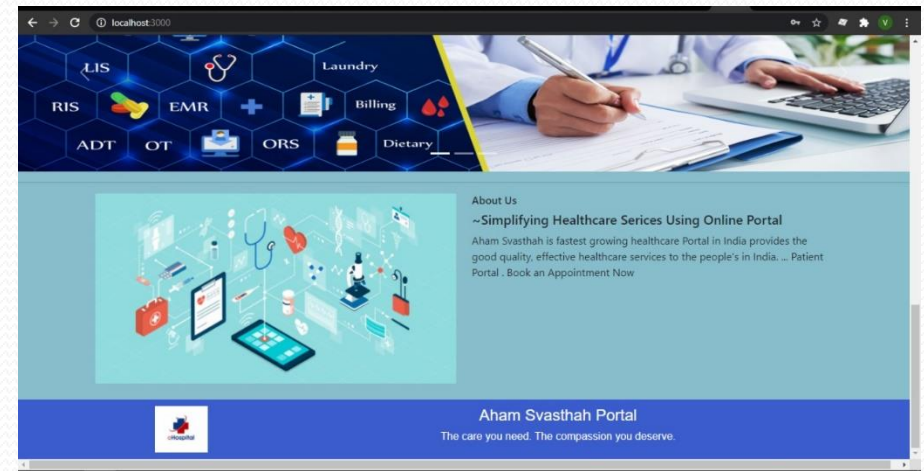 localhost:3000
V
LIS
Laundry
RIS
EMR
Billing
ADT
OT
ORS
Dietary
About Us
~Simplifying Healthcare Serices Using Online Portal
Aham Svasthah is fastest growing healthcare Portal in India provides the
good quality, effective healthcare services to the people's in India. ... Patient
Portal . Book an Appointment Now
eHospital
Aham Svasthah Portal
The care you need. The compassion you deserve.